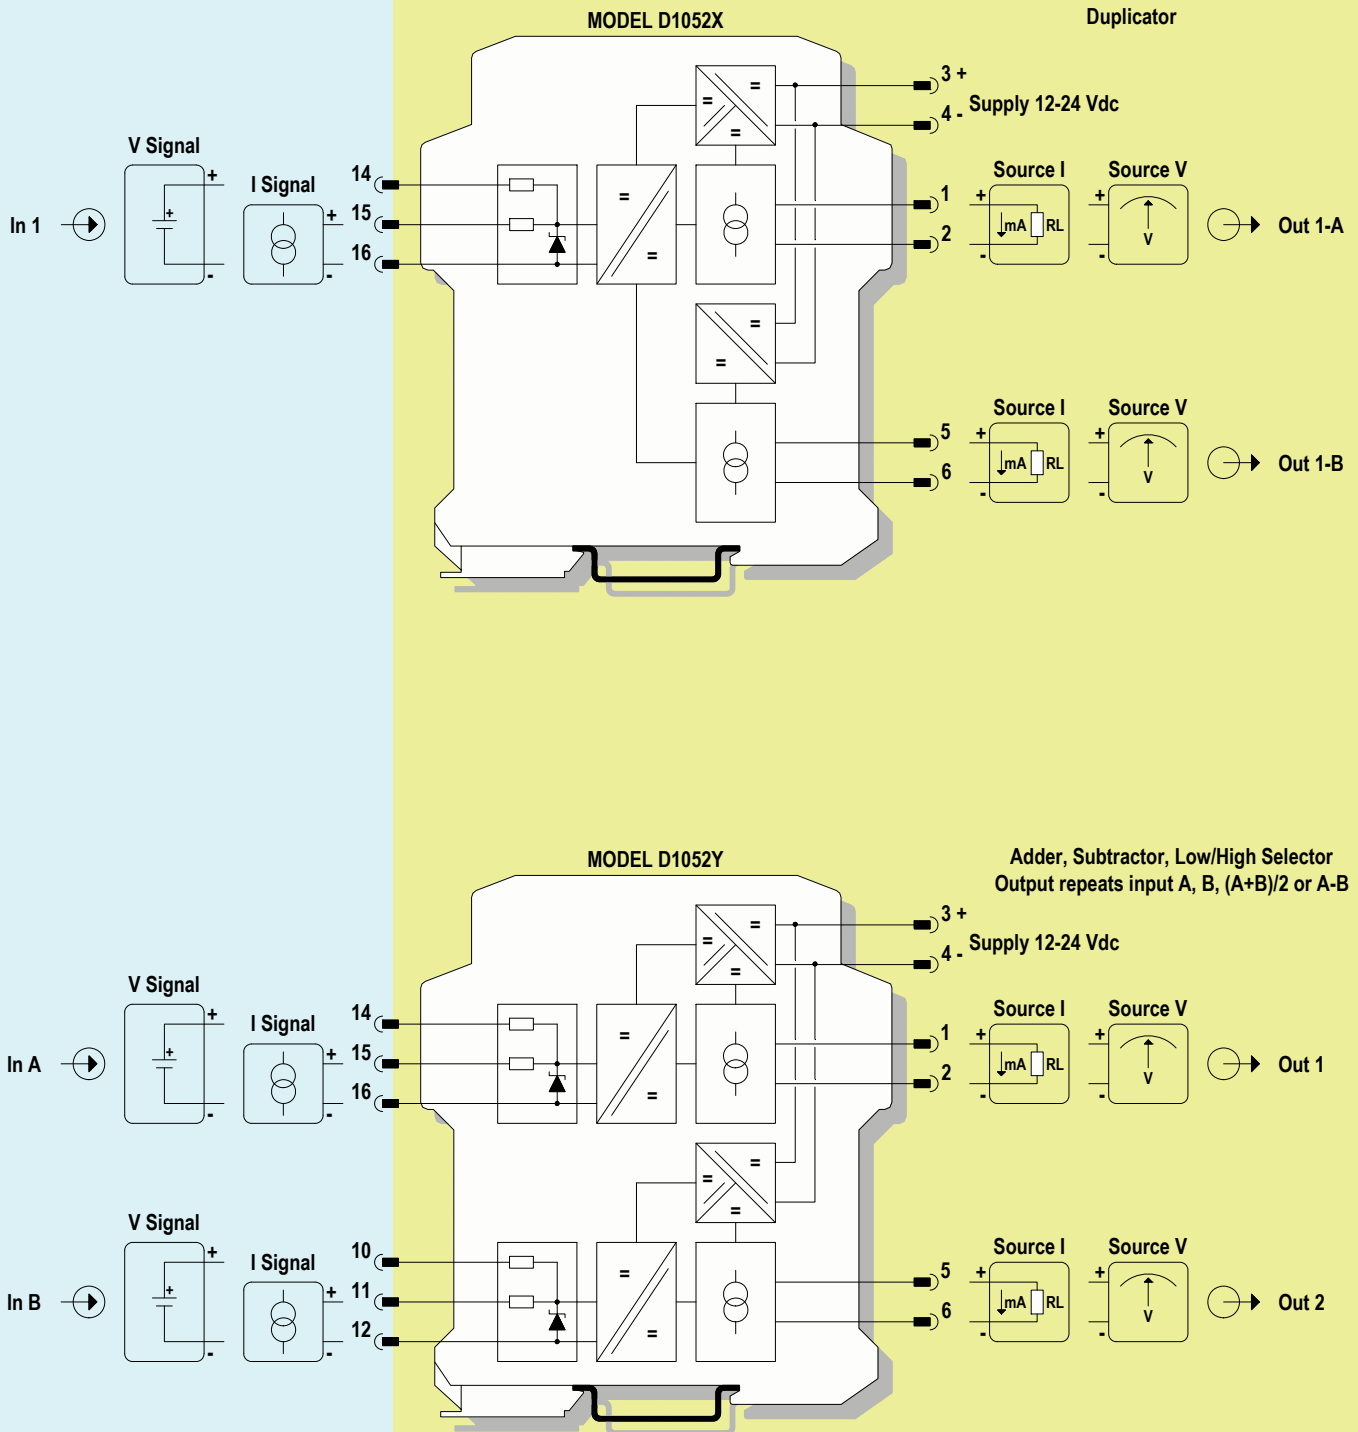 MODEL D1052X
Duplicator
3 +
Supply 12-24 Vdc
4 -
V Signal
+
+
-
I Signal
+
-
14
15
16
In 1
= = =
= =
= =
1
2
Source I
+
-
mA RL
Source V
+
-
V
Out 1-A
5
6
Source I
+
-
mA RL
Source V
+
-
V
Out 1-B
MODEL D1052Y
Adder, Subtractor, Low/High Selector
Output repeats input A, B, (A+B)/2 or A-B
3 +
Supply 12-24 Vdc
4 -
V Signal
+
+
-
I Signal
+
-
14
15
16
In A
= = =
= =
1
2
Source I
+
-
mA RL
Source V
+
-
V
Out 1
= = =
V Signal
+
+
-
I Signal
+
-
10
11
12
In B
= =
5
6
Source I
+
-
mA RL
Source V
+
-
V
Out 2